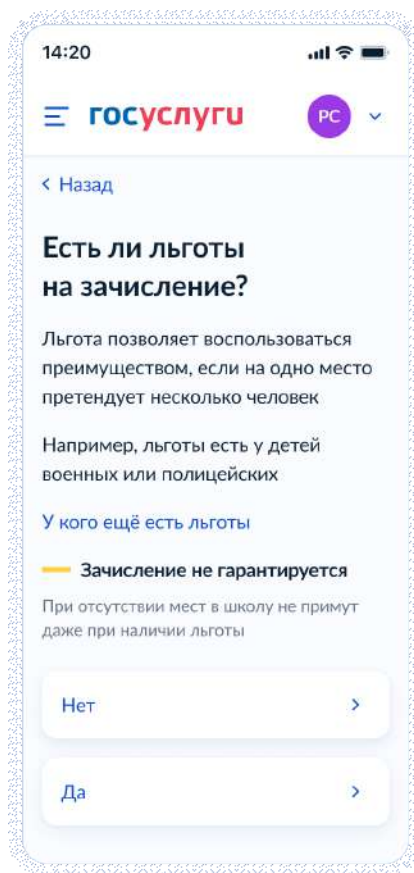 14:20
госуслуги
РС
Назад
Есть ли льготы
на зачисление?
Льгота позволяет воспользоваться
преимуществом, если на одно место
претендует несколько человек
Например, льготы есть у детей
военных или полицейских
У кого ещё есть льготы
Зачисление не гарантируется
При отсутствии мест в школу не примут
даже при наличии льготы
Нет
Да